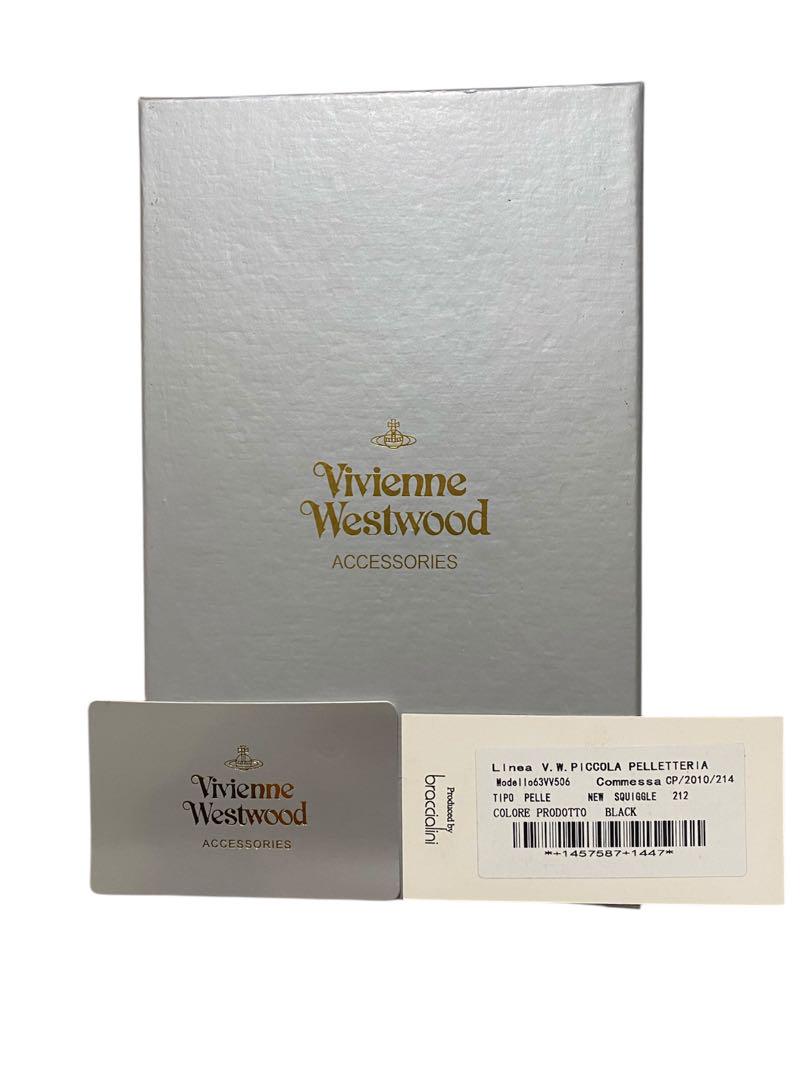 Vivienne
Westwood
ACCESSORIES
Vivienne
Westwood
ACCESSORIES
Produced by
braccialini
Linea V.W.PICCOLA PELLETTERIA
Modello63VV506 Commessa CP/2010/214
TIPO PELLE NEW SQUIGGLE 212
COLORE PRODOTTO BLACK
*+1457587+1447*